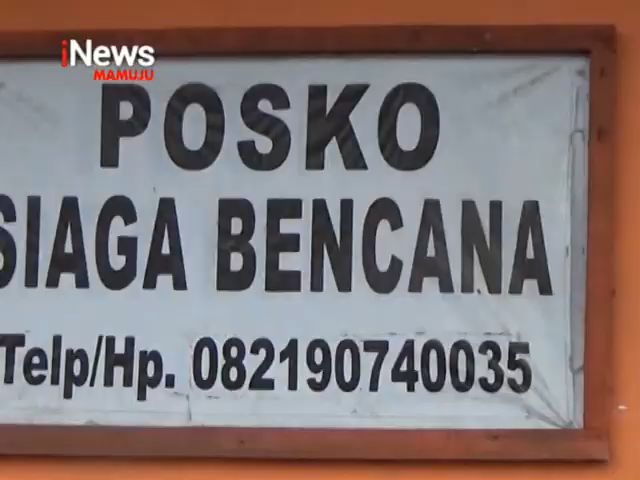 iNews
MAMUJU
POSKO
SIAGA BENCANA
Telp/Hp. 082190740035